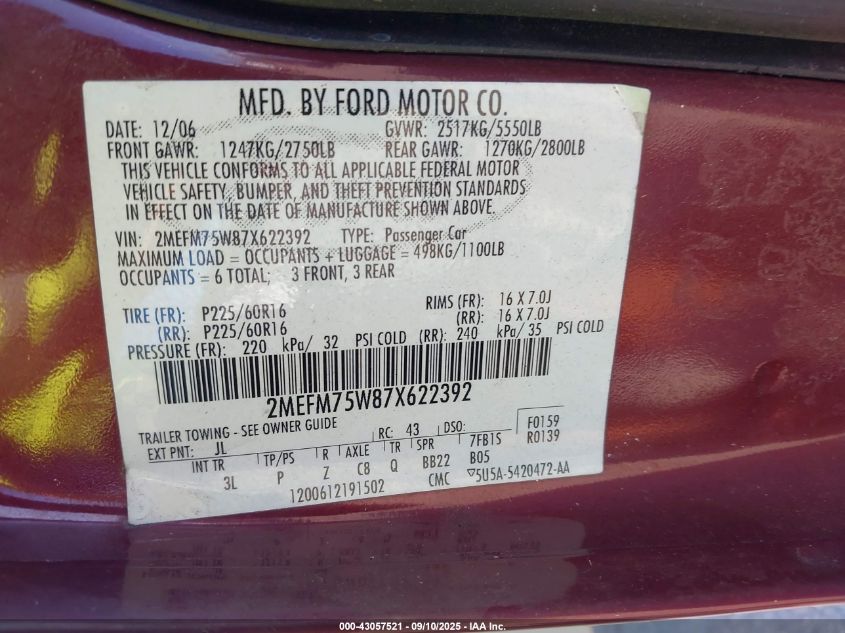 MFD. BY FORD MOTOR CO.
DATE: 12/06 GVWR: 2517KG/5550LB
FRONT GAWR: 1247KG/2750LB REAR GAWR: 1270KG/2800LB
THIS VEHICLE CONFORMS TO ALL APPLICABLE FEDERAL MOTOR
VEHICLE SAFETY, BUMPER, AND THEFT PREVENTION STANDARDS
IN EFFECT ON THE DATE OF MANUFACTURE SHOWN ABOVE.
VIN: 2MEFM75W87X622392 TYPE: Passenger Car
MAXIMUM LOAD = OCCUPANTS + LUGGAGE = 498KG/1100LB
OCCUPANTS = 6 TOTAL: 3 FRONT, 3 REAR
TIRE (FR): P225/60R16 RIMS (FR): 16 X 7.0J
(RR): P225/60R16 (RR): 16 X 7.0J
PRESSURE (FR): 220 kPa/ 32 PSI COLD (RR): 240 kPa/ 35 PSI COLD
2MEFM75W87X622392
TRAILER TOWING - SEE OWNER GUIDE
EXT PNT: JL RC: 43 DSO: F0159
R0139
INT TR TP/PS R AXLE TR SPR 7FB1S
3L P Z C8 Q BB22 B05
1200612191502 CMC ▽5U5A-5420472-AA
000-43057521 - 09/10/2025 - IAA Inc.